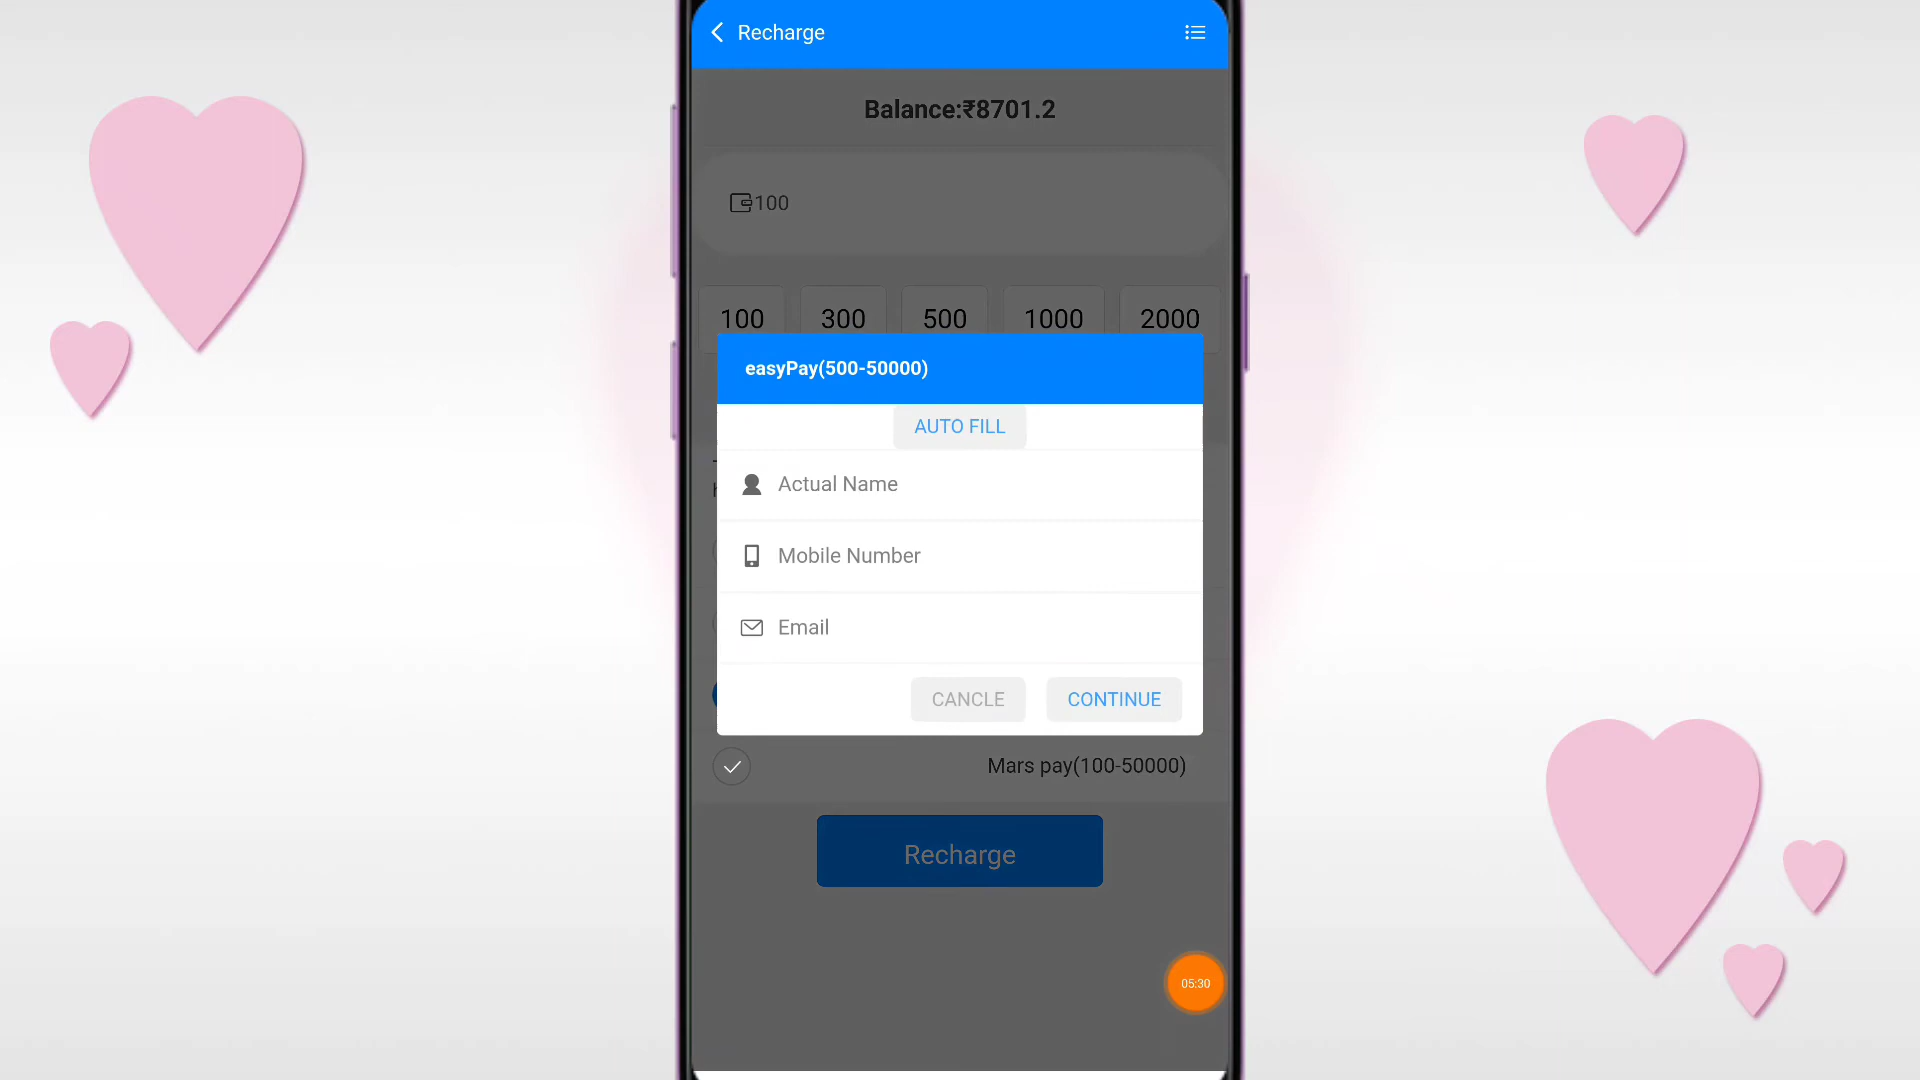 Recharge
Balance:₹8701.2
100
100 300 500 1000 2000
easyPay(500-50000)
AUTO FILL
Actual Name
Mobile Number
Email
CANCLE CONTINUE
Mars pay(100-50000)
Recharge
05:30